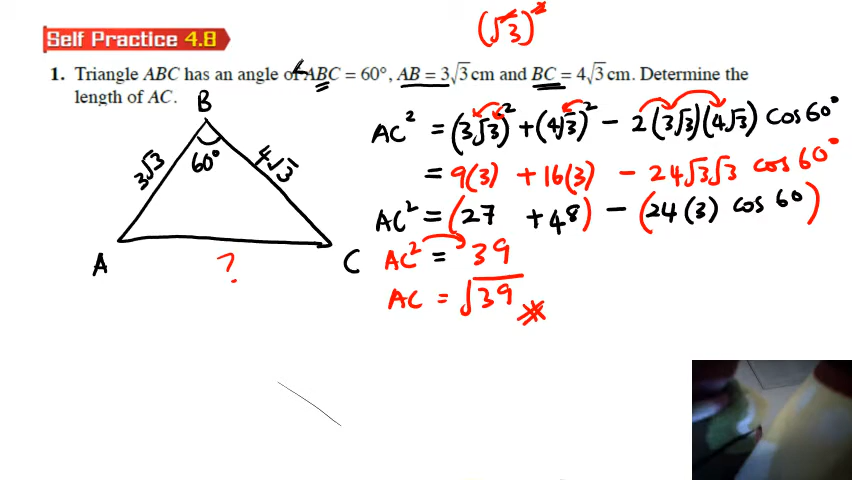 (√3)²
Self Practice 4.8
1. Triangle ABC has an angle of ∠ABC = 60°, AB = 3√3 cm and BC = 4√3 cm. Determine the
length of AC.
B
3√3
60°
4√3
A
?
C
AC² = (3√3)² + (4√3)² − 2(3√3)(4√3) cos 60°
= 9(3) + 16(3) − 24√3√3 cos 60°
AC² = (27 + 48) − (24(3) cos 60)
AC² = 39
AC = √39